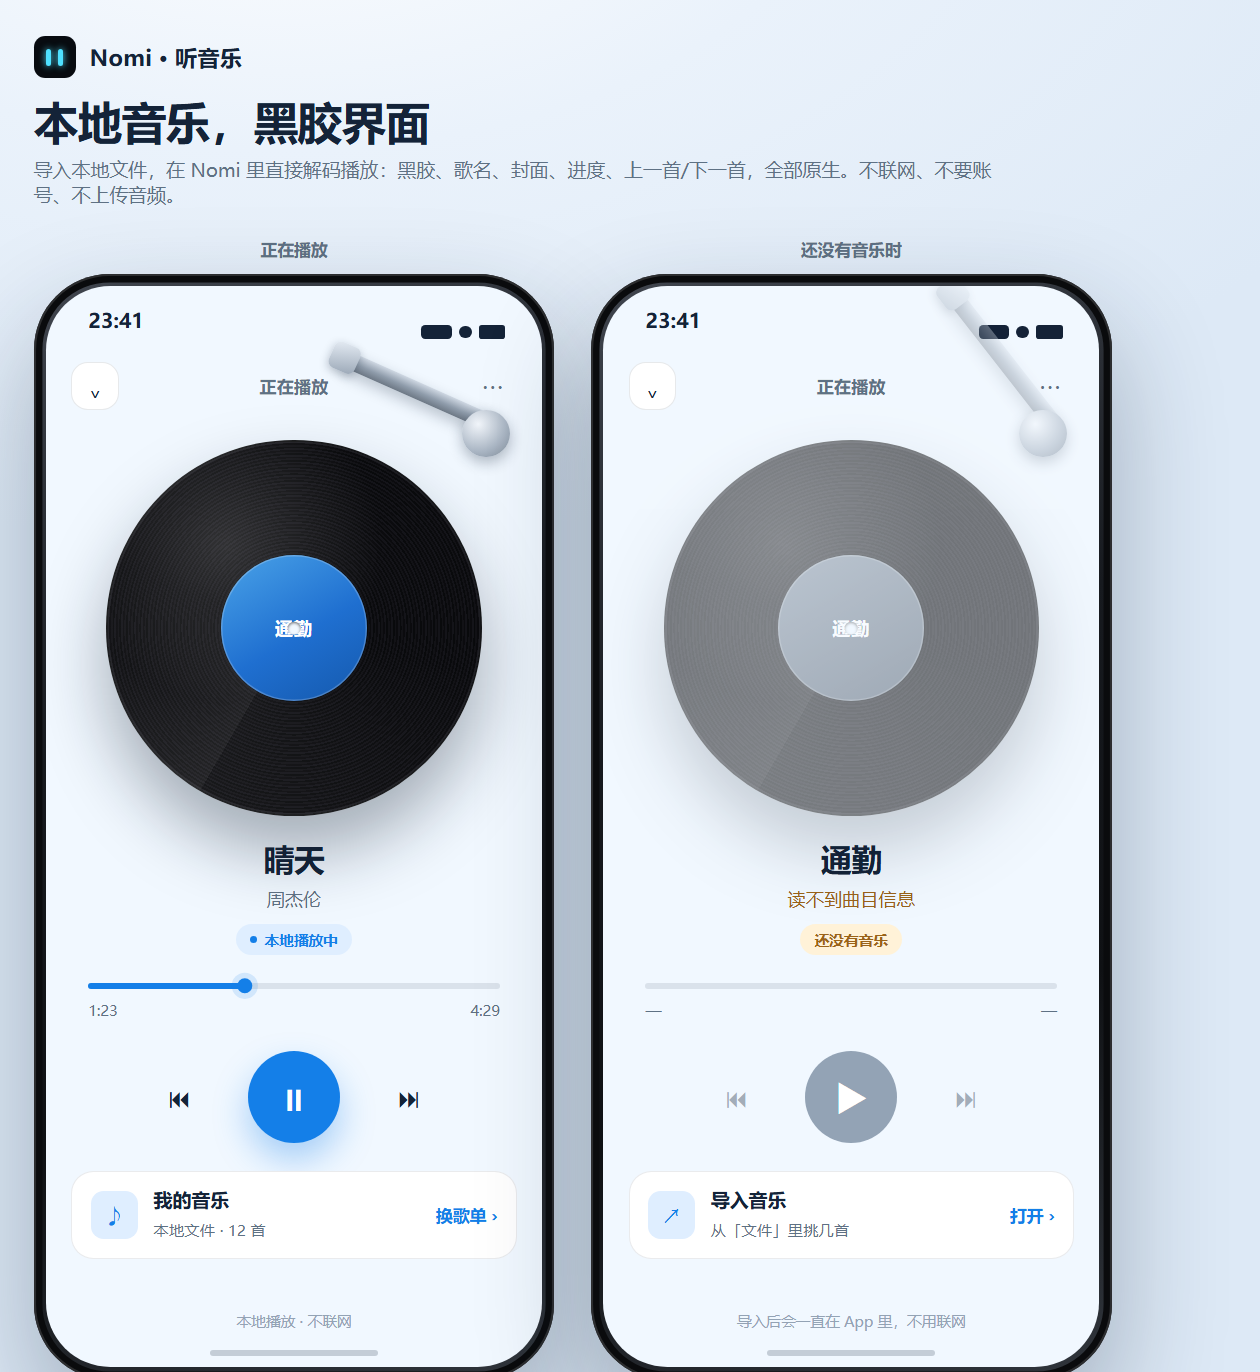 Nomi • 听音乐
本地音乐，黑胶界面
导入本地文件，在 Nomi 里直接解码播放：黑胶、歌名、封面、进度、上一首/下一首，全部原生。不联网、不要账
号、不上传音频。
正在播放
23:41
正在播放
通勤
晴天
周杰伦
本地播放中
1:23
4:29
我的音乐
本地文件 · 12 首
换歌单 ›
本地播放 · 不联网
还没有音乐时
23:41
正在播放
通勤
通勤
读不到曲目信息
还没有音乐
—
—
导入音乐
从「文件」里挑几首
打开 ›
导入后会一直在 App 里，不用联网